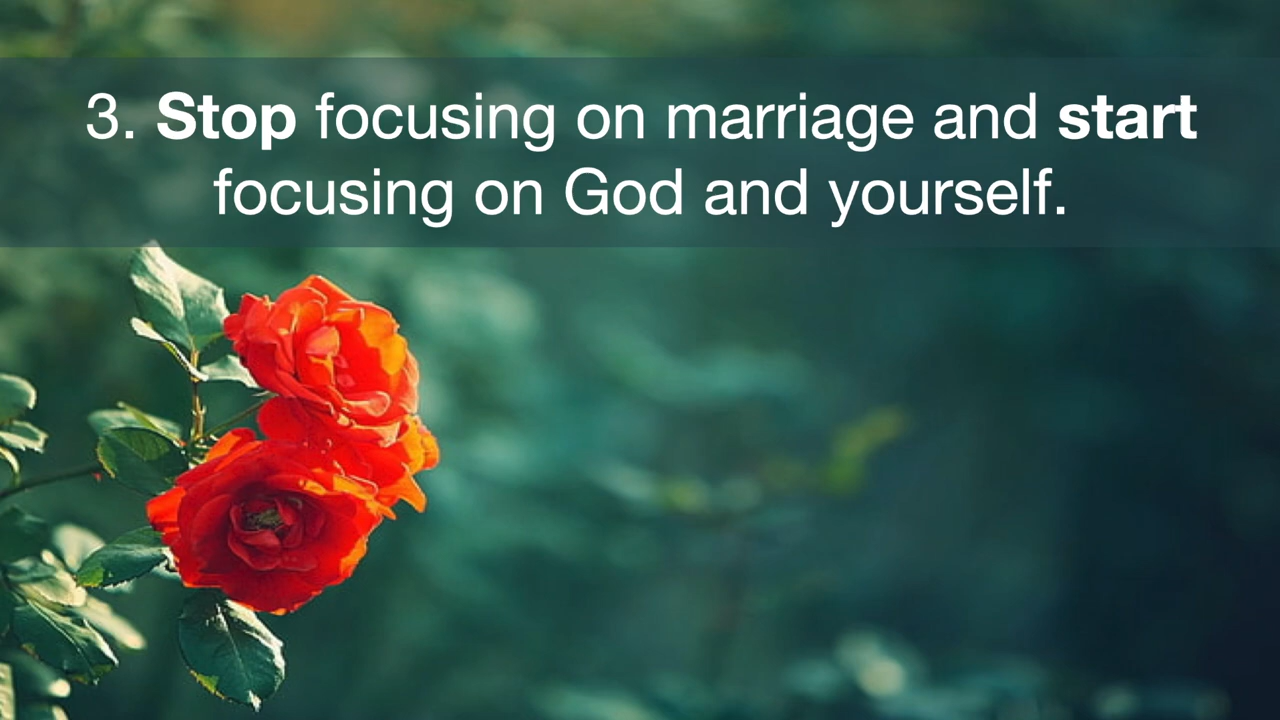 3. Stop focusing on marriage and start
focusing on God and yourself.